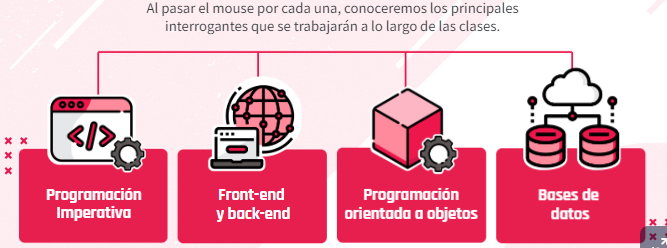 Al pasar el mouse por cada una, conoceremos los principales
interrogantes que se trabajarán a lo largo de las clases.
</>
Programación
Imperativa
Front-end
y back-end
Programación
orientada a objetos
Bases de
datos